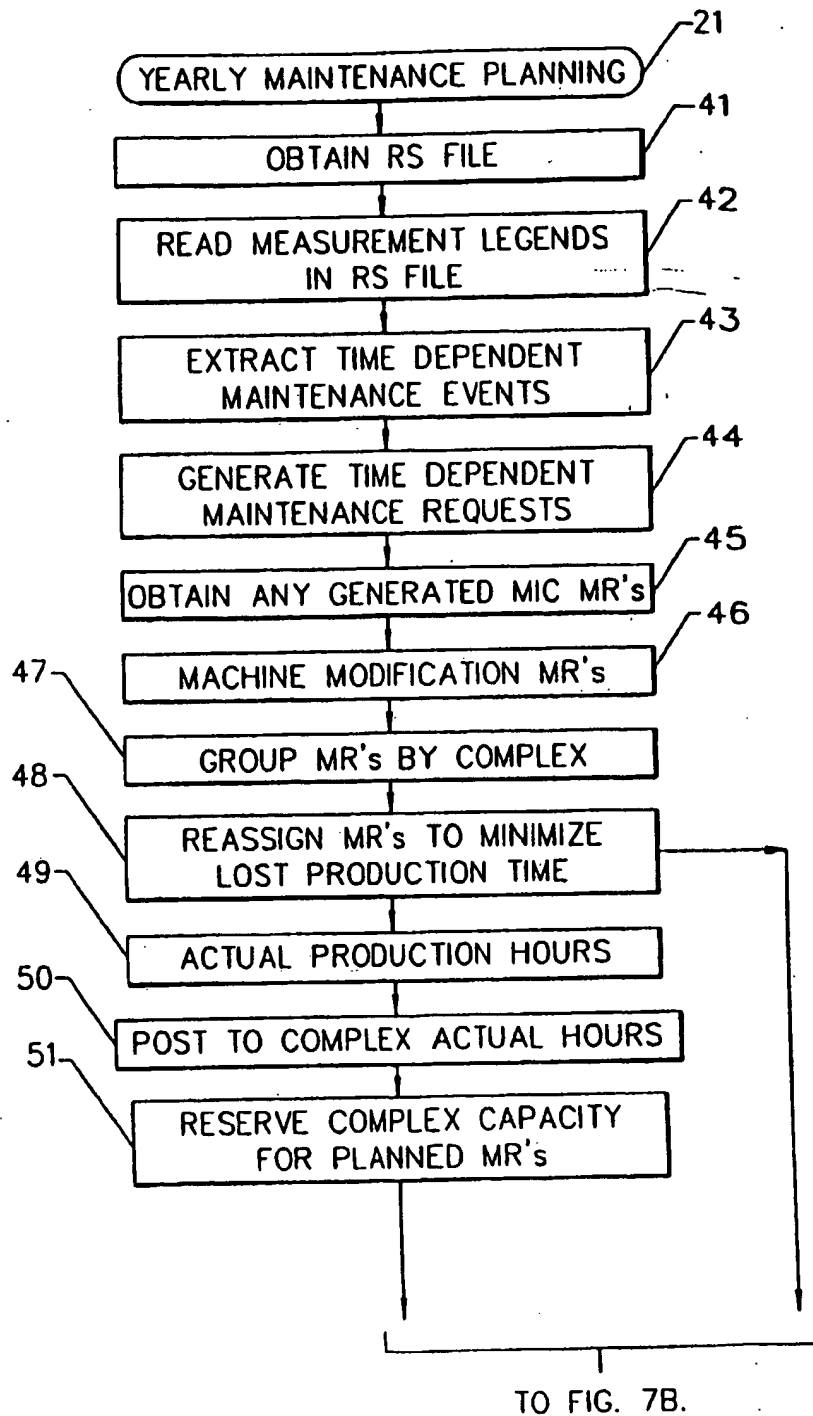 21
YEARLY MAINTENANCE PLANNING
41
OBTAIN RS FILE
42
READ MEASUREMENT LEGENDS
IN RS FILE
43
EXTRACT TIME DEPENDENT
MAINTENANCE EVENTS
44
GENERATE TIME DEPENDENT
MAINTENANCE REQUESTS
45
OBTAIN ANY GENERATED MIC MR's
46
MACHINE MODIFICATION MR's
47
GROUP MR's BY COMPLEX
48
REASSIGN MR's TO MINIMIZE
LOST PRODUCTION TIME
49
ACTUAL PRODUCTION HOURS
50
POST TO COMPLEX ACTUAL HOURS
51
RESERVE COMPLEX CAPACITY
FOR PLANNED MR's
TO FIG. 7B.